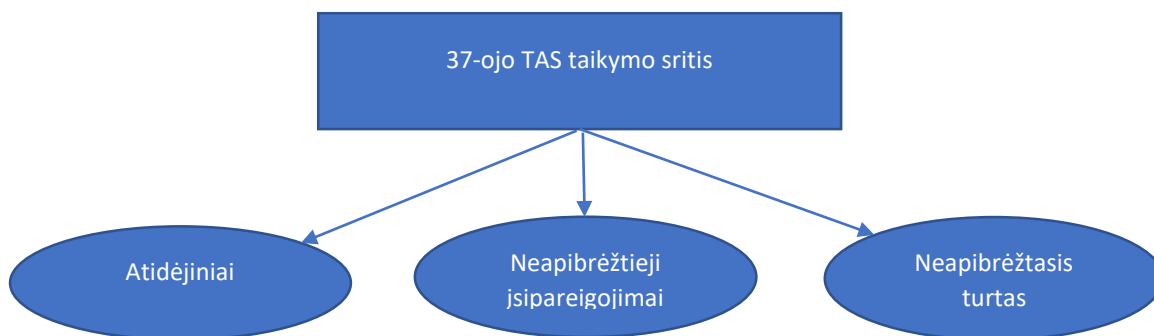 37-ojo TAS taikymo sritis
Atidėjiniai
Neapibrėžtieji
įsipareigojimai
Neapibrėžtasis
turtas